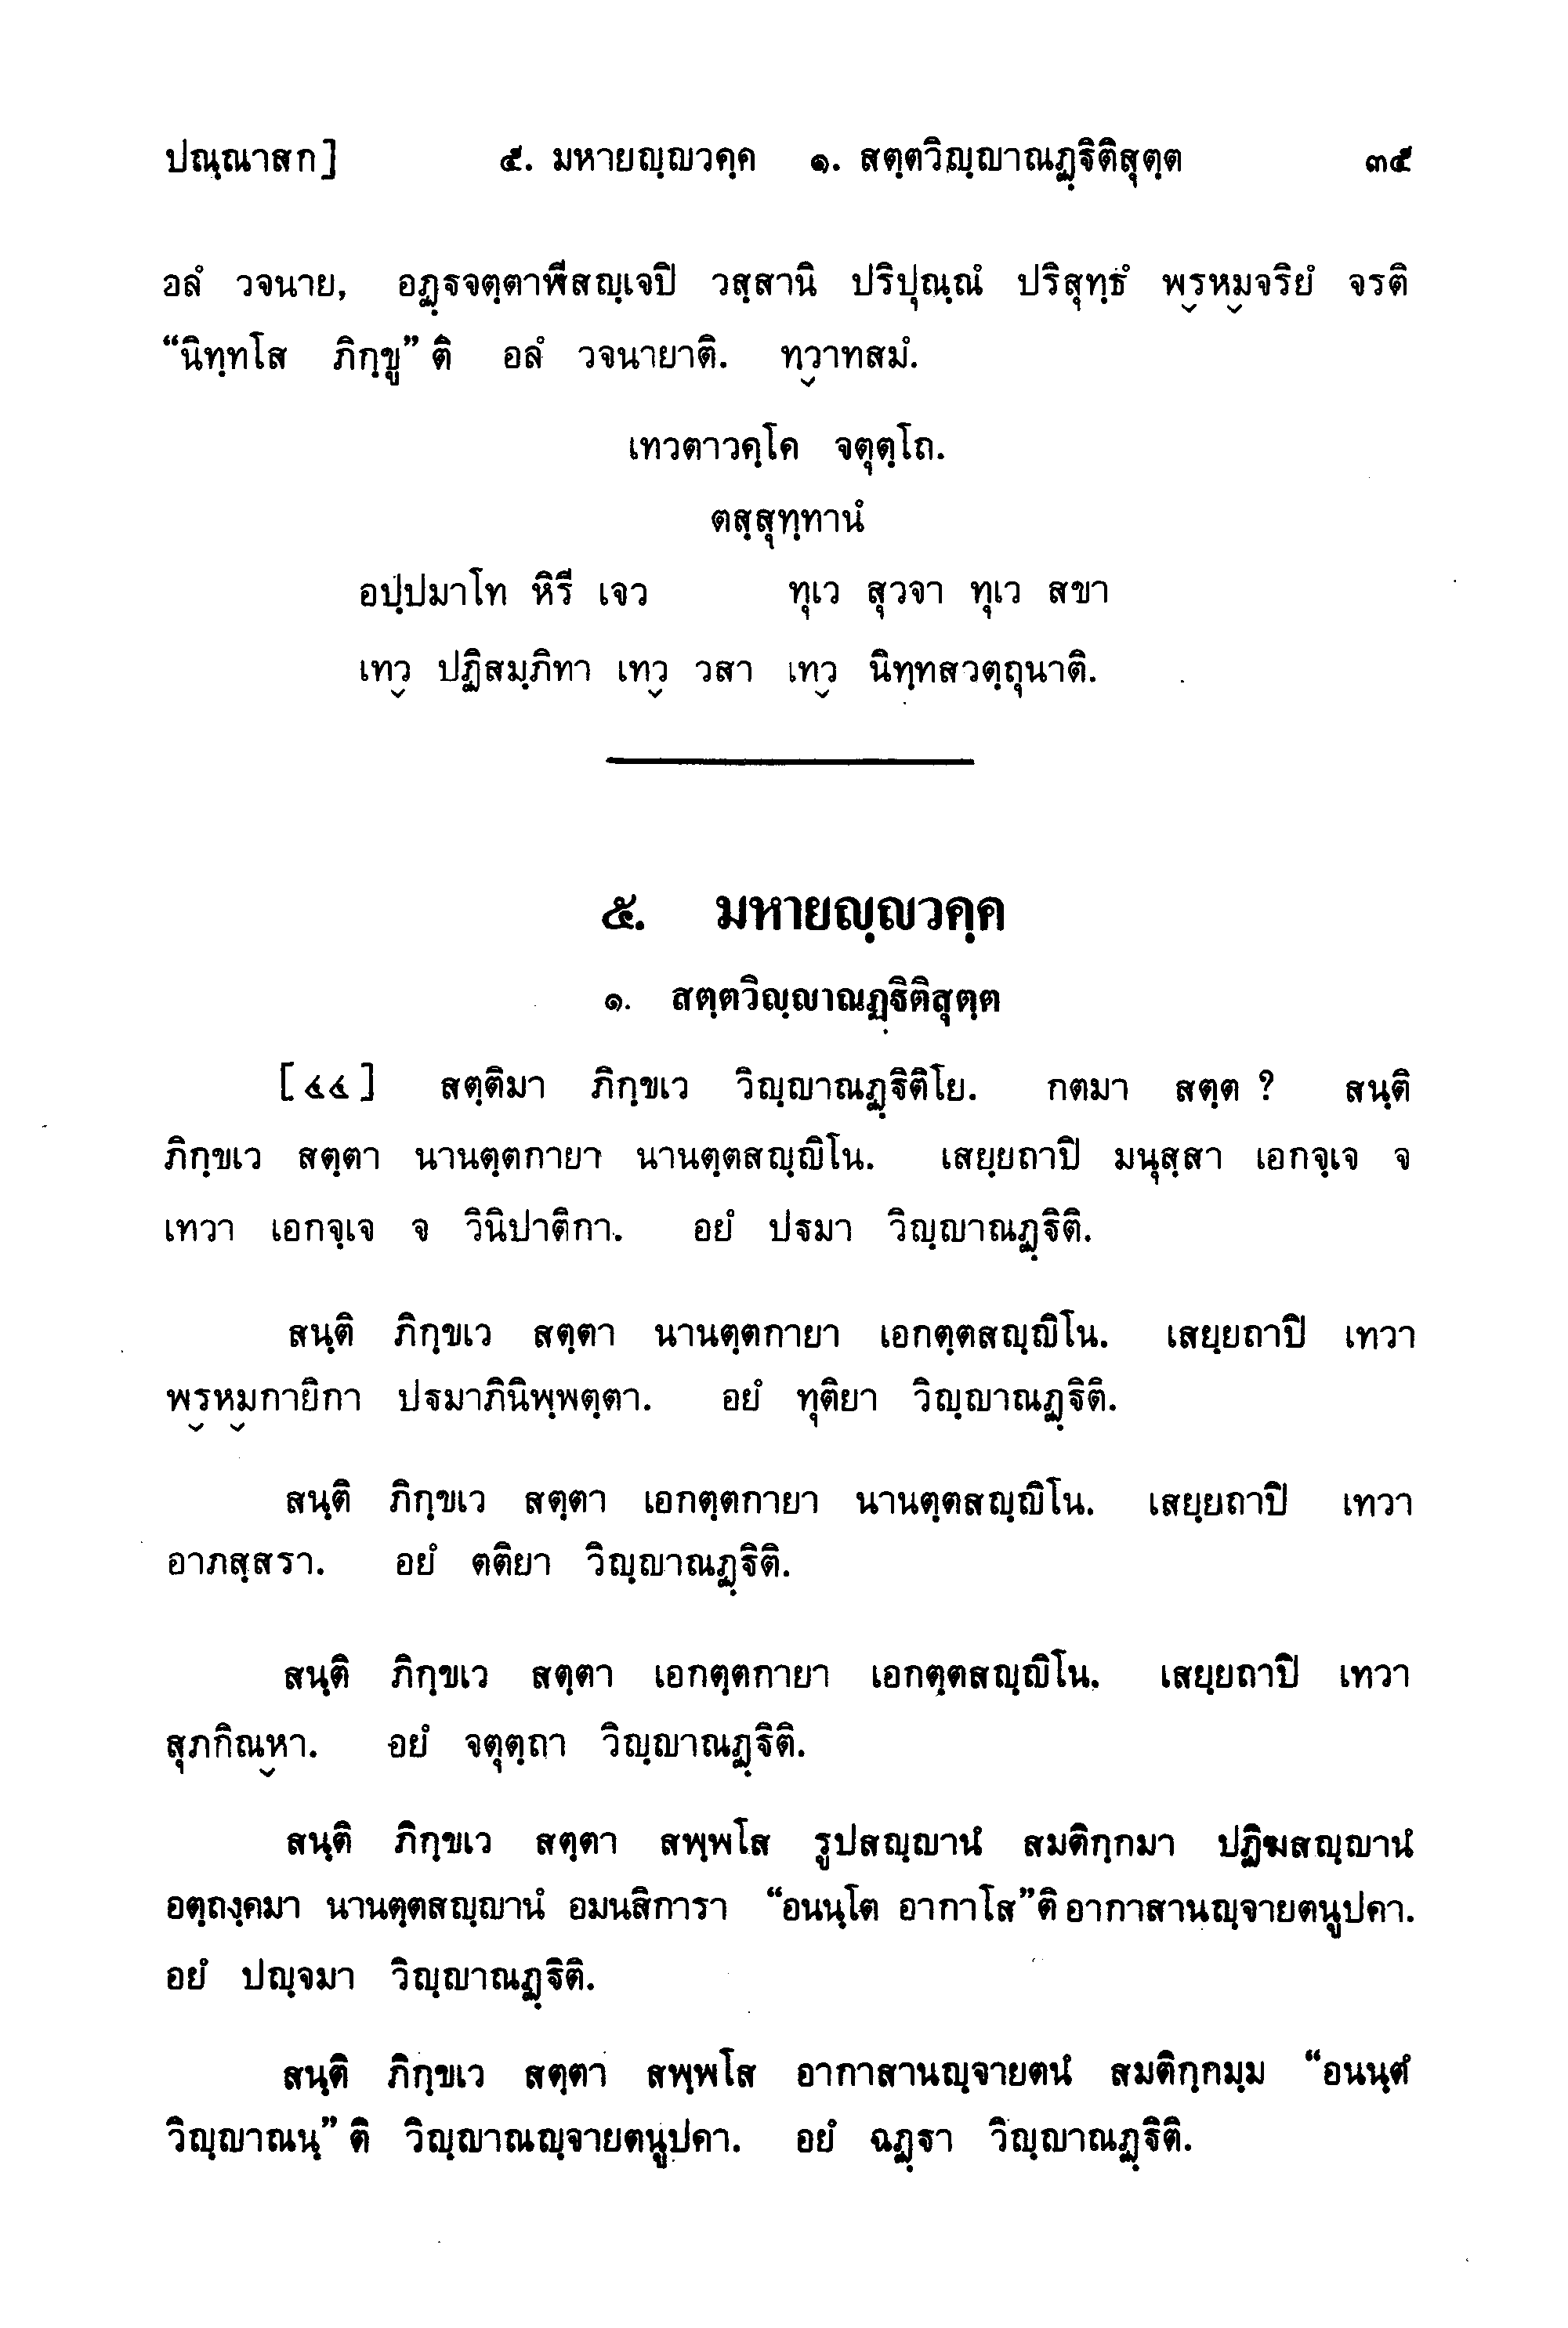 ปณฺณาสก]	๕. มหายญฺญวคฺค ๑. สตฺตวิญฺญาณฏฺฐิติสุตฺต	๓๕
อลํ วจนาย, อฏฺฐจตฺตาฬีสญฺเจปิ วสฺสานิ ปริปุณฺณํ ปริสุทฺธํ พฺรหฺมจริยํ จรติ
“นิทฺทโส ภิกฺขู” ติ อลํ วจนายาติ. ทฺวาทสมํ.
เทวตาวคฺโค จตุตฺโถ.
ตสฺสุทฺทานํ
อปฺปมาโท หิรี เจว ทุเว สุวจา ทุเว สขา
เทฺว ปฏิสมฺภิทา เทฺว วสา เทฺว นิทฺทสวตฺถุนาติ.
๕. มหายญฺญวคฺค
๑. สตฺตวิญฺญาณฏฺฐิติสุตฺต
[๔๔] สตฺติมา ภิกฺขเว วิญฺญาณฏฺฐิติโย. กตมา สตฺต ? สนฺติ
ภิกฺขเว สตฺตา นานตฺตกายา นานตฺตสญฺญิโน. เสยฺยถาปิ มนุสฺสา เอกจฺเจ จ
เทวา เอกจฺเจ จ วินิปาติกา. อยํ ปฐมา วิญฺญาณฏฺฐิติ.
สนฺติ ภิกฺขเว สตฺตา นานตฺตกายา เอกตฺตสญฺญิโน. เสยฺยถาปิ เทวา
พฺรหฺมกายิกา ปฐมาภินิพฺพตฺตา. อยํ ทุติยา วิญฺญาณฏฺฐิติ.
สนฺติ ภิกฺขเว สตฺตา เอกตฺตกายา นานตฺตสญฺญิโน. เสยฺยถาปิ เทวา
อาภสฺสรา. อยํ ตติยา วิญฺญาณฏฺฐิติ.
สนฺติ ภิกฺขเว สตฺตา เอกตฺตกายา เอกตฺตสญฺญิโน. เสยฺยถาปิ เทวา
สุภกิณฺหา. อยํ จตุตฺถา วิญฺญาณฏฺฐิติ.
สนฺติ ภิกฺขเว สตฺตา สพฺพโส รูปสญฺญานํ สมติกฺกมา ปฏิฆสญฺญานํ
อตฺถงฺคมา นานตฺตสญฺญานํ อมนสิการา “อนนฺโต อากาโส”ติ อากาสานญฺจายตนูปคา.
อยํ ปญฺจมา วิญฺญาณฏฺฐิติ.
สนฺติ ภิกฺขเว สตฺตา สพฺพโส อากาสานญฺจายตนํ สมติกฺกมฺม “อนนฺตํ
วิญฺญาณนฺ” ติ วิญฺญาณญฺจายตนูปคา. อยํ ฉฏฺฐา วิญฺญาณฏฺฐิติ.